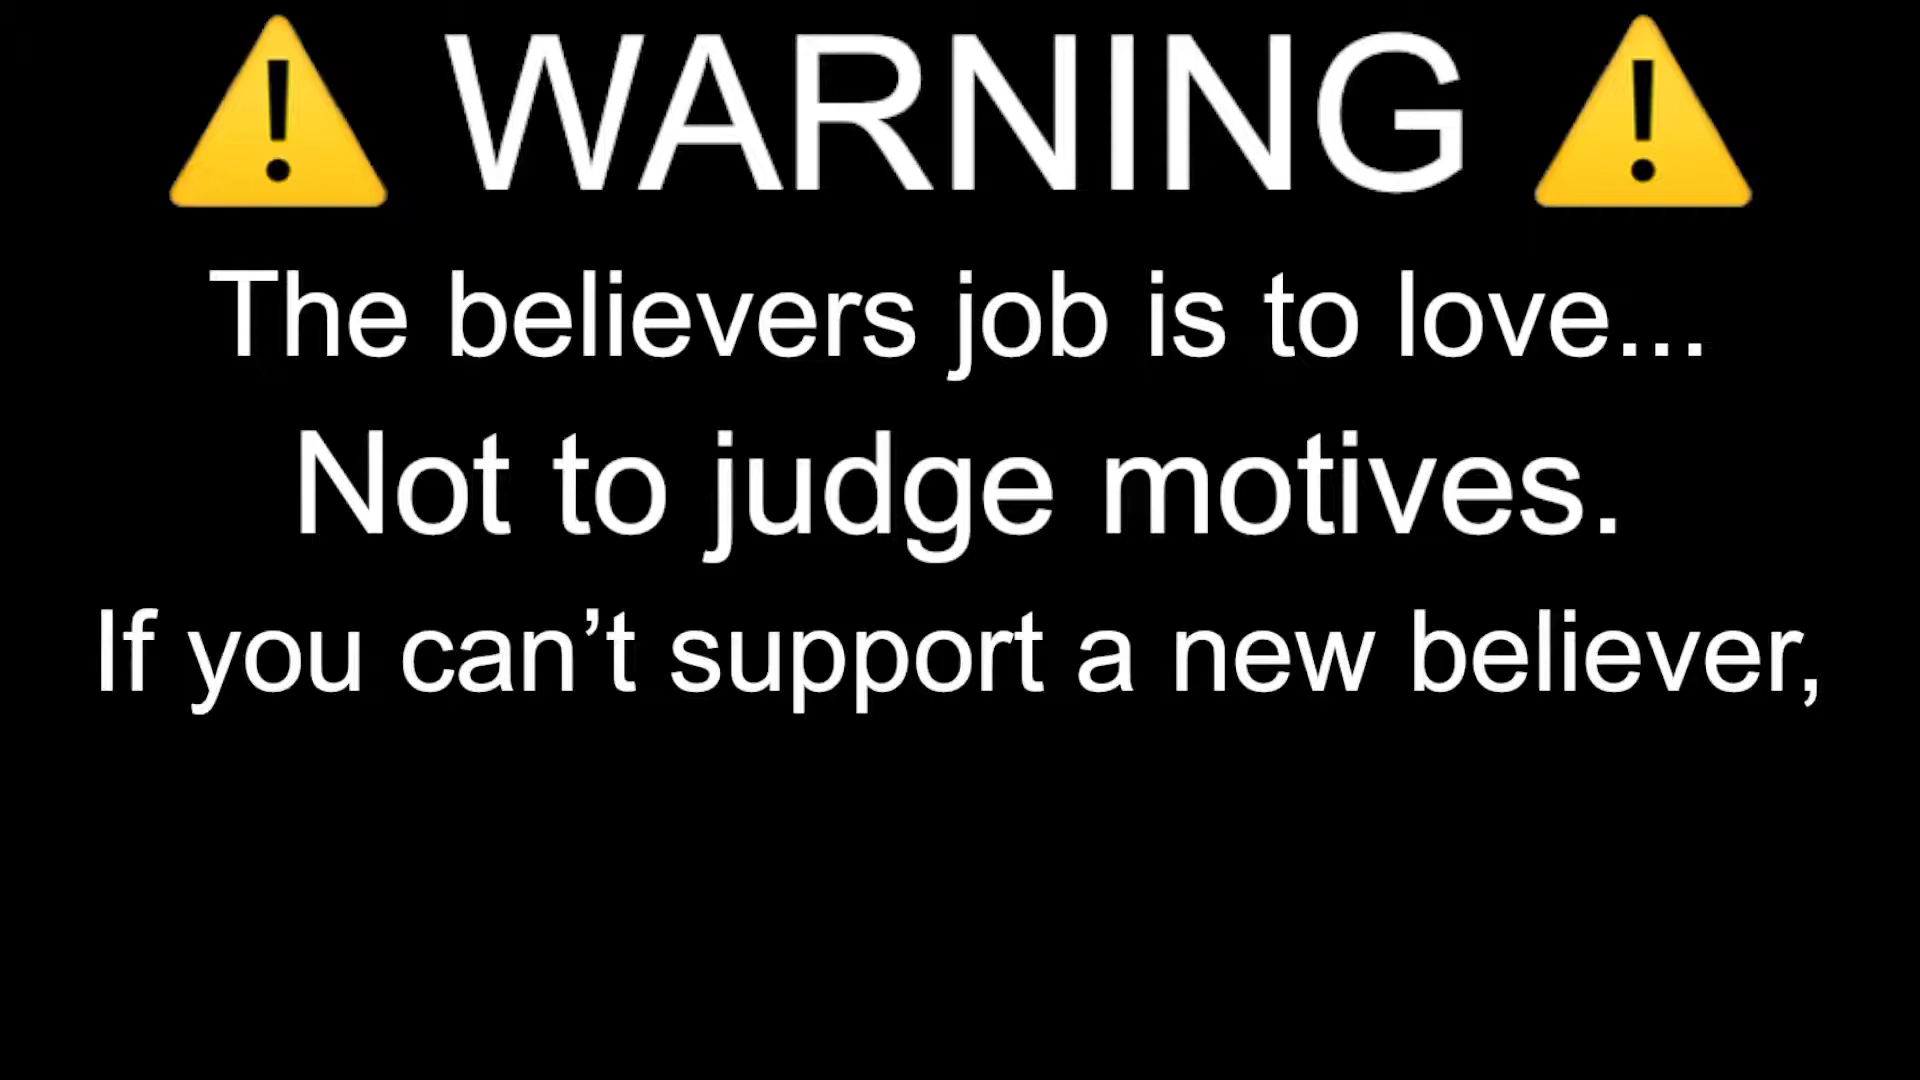 ⚠️ WARNING ⚠️
The believers job is to love...
Not to judge motives.
If you can’t support a new believer,